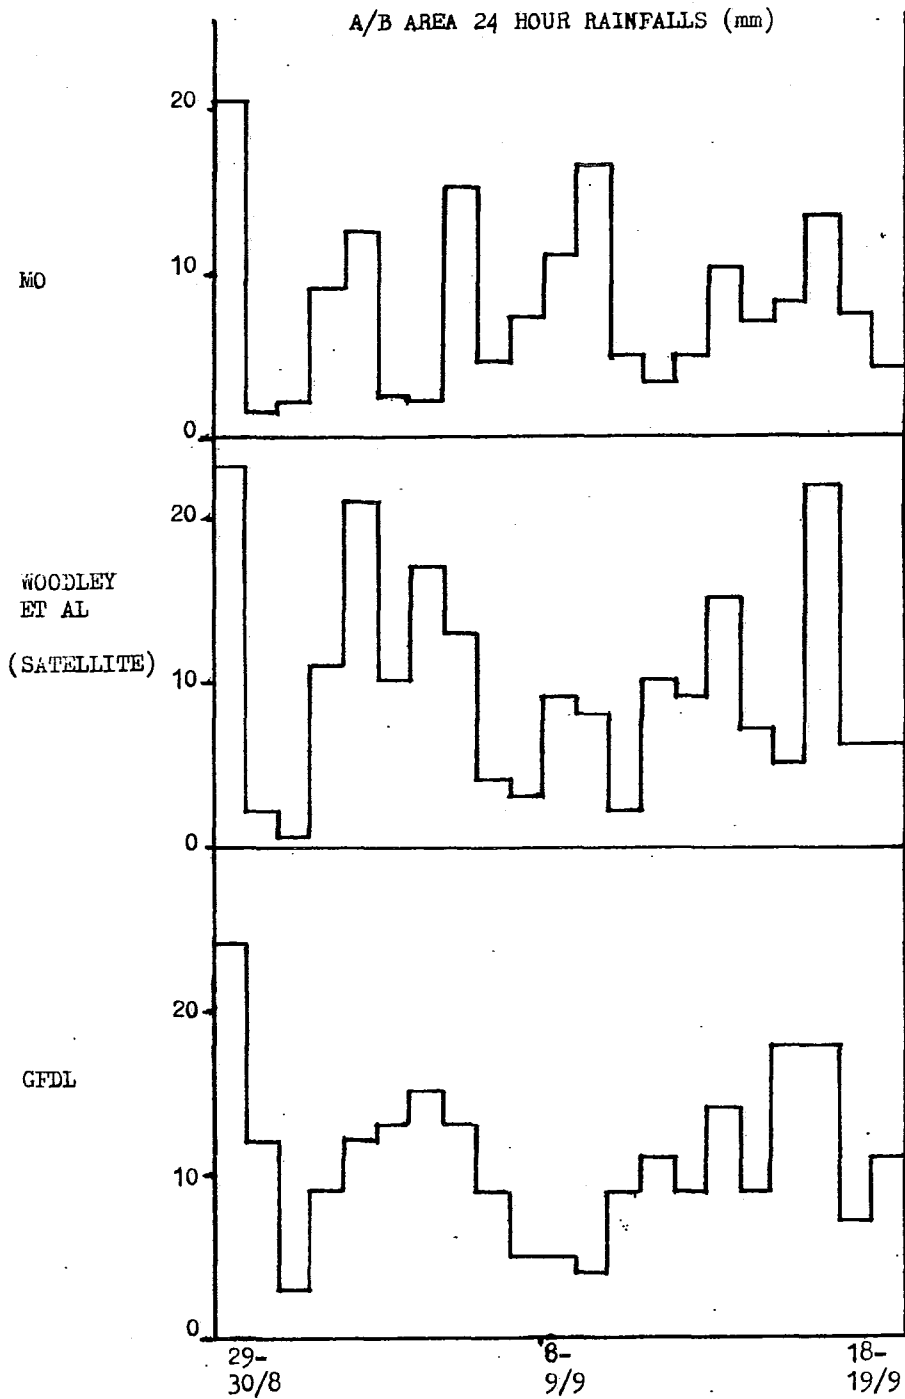 A/B AREA 24 HOUR RAINFALLS (mm)
20
10
0
MO
20
10
0
WOODLEY
ET AL
(SATELLITE)
20
10
0
GFDL
29-
30/8
8-
9/9
18-
19/9